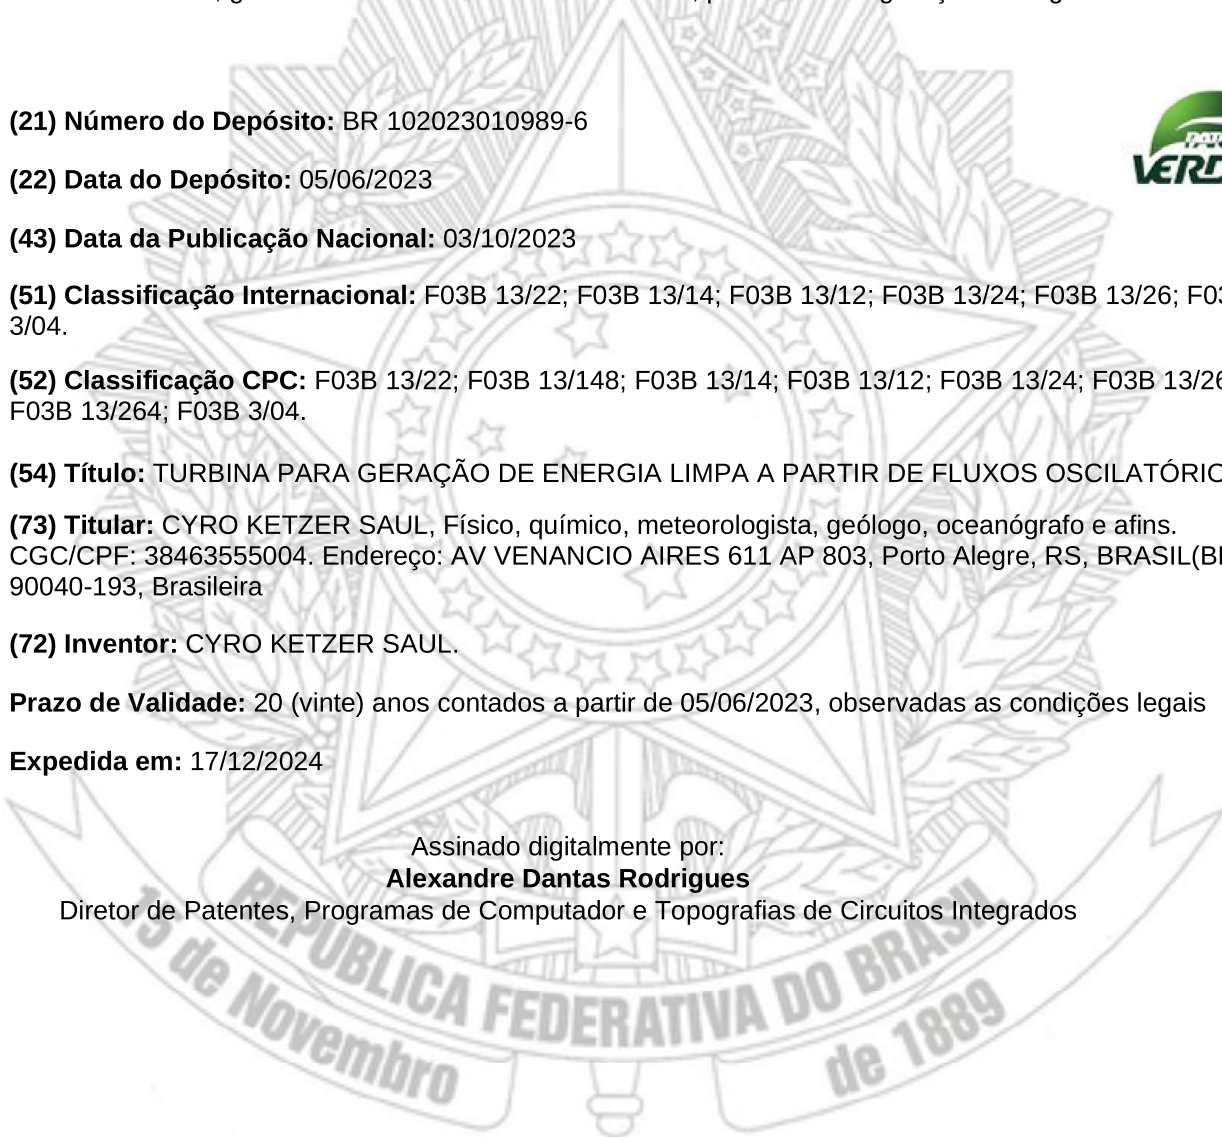 (21) Número do Depósito: BR 102023010989-6
(22) Data do Depósito: 05/06/2023
(43) Data da Publicação Nacional: 03/10/2023
(51) Classificação Internacional: F03B 13/22; F03B 13/14; F03B 13/12; F03B 13/24; F03B 13/26;
3/04.
(52) Classificação CPC: F03B 13/22; F03B 13/148; F03B 13/14; F03B 13/12; F03B 13/24; F03B 13/26
F03B 13/264; F03B 3/04.
(54) Título: TURBINA PARA GERAÇÃO DE ENERGIA LIMPA A PARTIR DE FLUXOS OSCILATÓRIO
(73) Titular: CYRO KETZER SAUL, Físico, químico, meteorologista, geólogo, oceanógrafo e afins.
CGC/CPF: 38463555004. Endereço: AV VENANCIO AIRES 611 AP 803, Porto Alegre, RS, BRASIL(B
90040-193, Brasileira
(72) Inventor: CYRO KETZER SAUL.
Prazo de Validade: 20 (vinte) anos contados a partir de 05/06/2023, observadas as condições legais
Expedida em: 17/12/2024
Assinado digitalmente por:
Alexandre Dantas Rodrigues
Diretor de Patentes, Programas de Computador e Topografias de Circuitos Integrados
REPÚBLICA FEDERATIVA DO BRASIL
15 de Novembro
de 1889